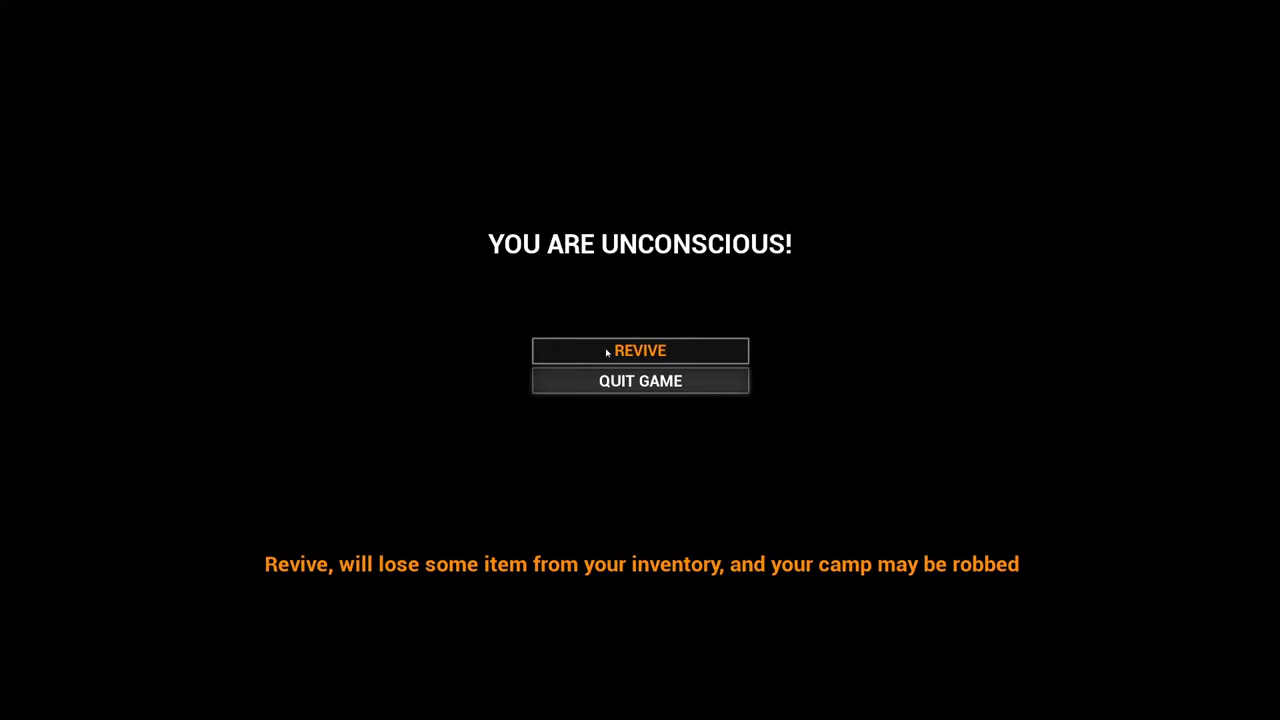 YOU ARE UNCONSCIOUS!
REVIVE
QUIT GAME
Revive, will lose some item from your inventory, and your camp may be robbed